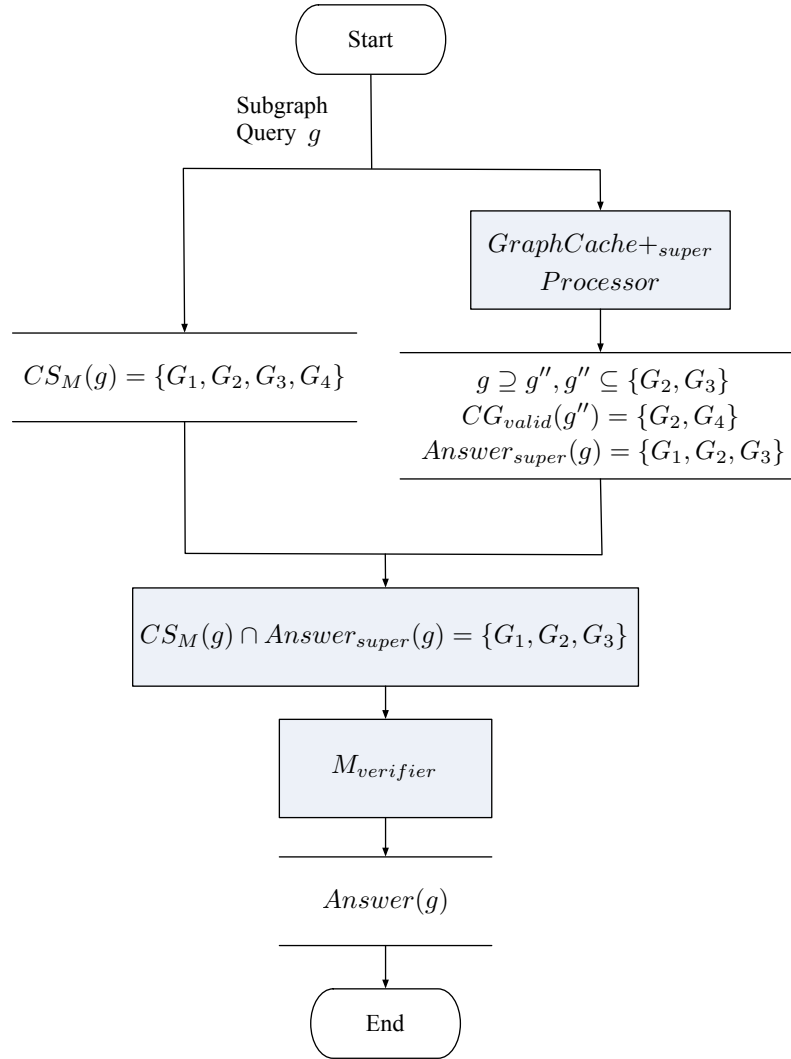 Start
Subgraph
Query g
GraphCache+super
Processor
CS_M(g) = {G_1, G_2, G_3, G_4}
g ⊇ g'', g'' ⊆ {G_2, G_3}
CG_valid(g'') = {G_2, G_4}
Answer_super(g) = {G_1, G_2, G_3}
CS_M(g) ∩ Answer_super(g) = {G_1, G_2, G_3}
M_verifier
Answer(g)
End